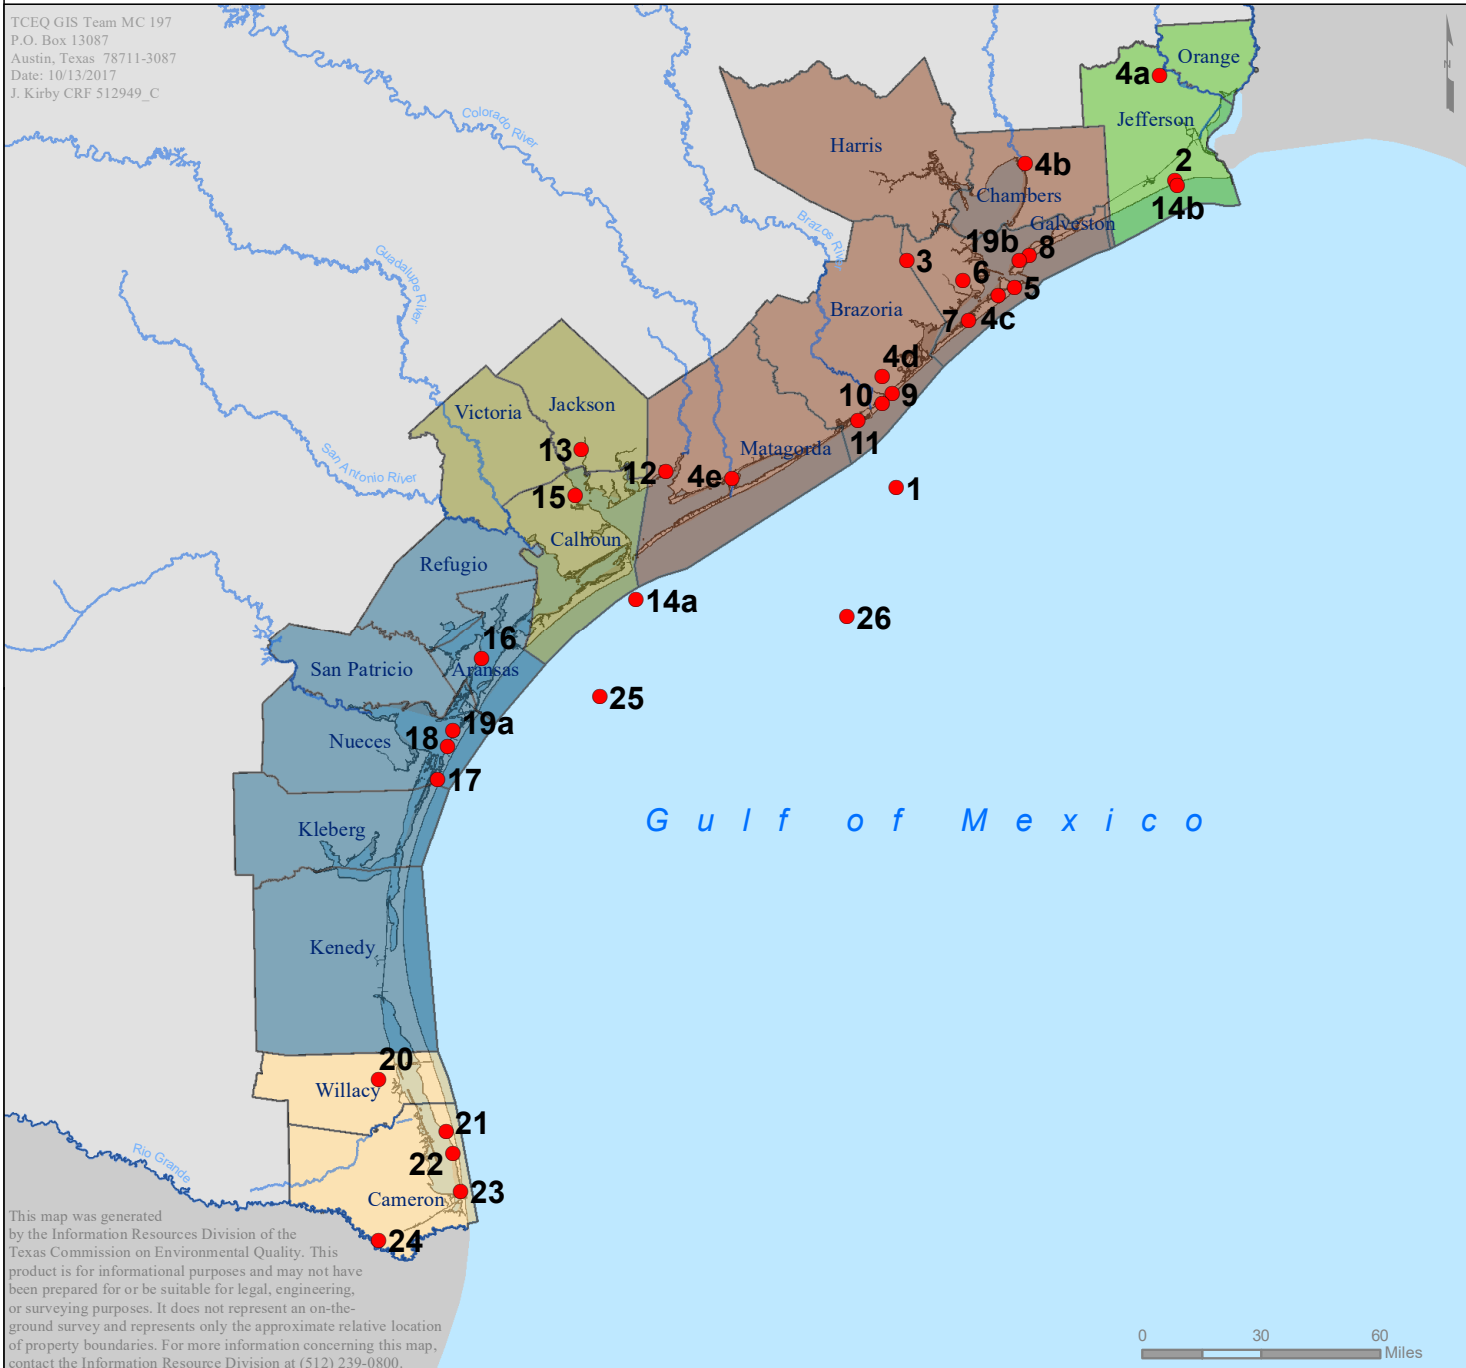 TCEQ GIS Team MC 197
P.O. Box 13087
Austin, Texas 78711-3087
Date: 10/13/2017
J. Kirby CRF 512949_C
N
Orange
4a
Jefferson
Colorado River
Harris
2
4b
Chambers
14b
Brazos River
Galveston
19b
8
Guadalupe River
3
6
5
Brazoria
7
4c
4d
10
9
Victoria
Jackson
11
13
Matagorda
12
4e
San Antonio River
15
1
Calhoun
Refugio
14a
26
16
San Patricio
Aransas
25
19a
18
Nueces
17
Gulf of Mexico
Kleberg
Kenedy
20
Willacy
21
22
Rio Grande
23
Cameron
24
This map was generated
by the Information Resources Division of the
Texas Commission on Environmental Quality. This
product is for informational purposes and may not have
been prepared for or be suitable for legal, engineering,
or surveying purposes. It does not represent an on-the-
ground survey and represents only the approximate relative location
of property boundaries. For more information concerning this map,
contact the Information Resource Division at (512) 239-0800.
0 30 60
Miles